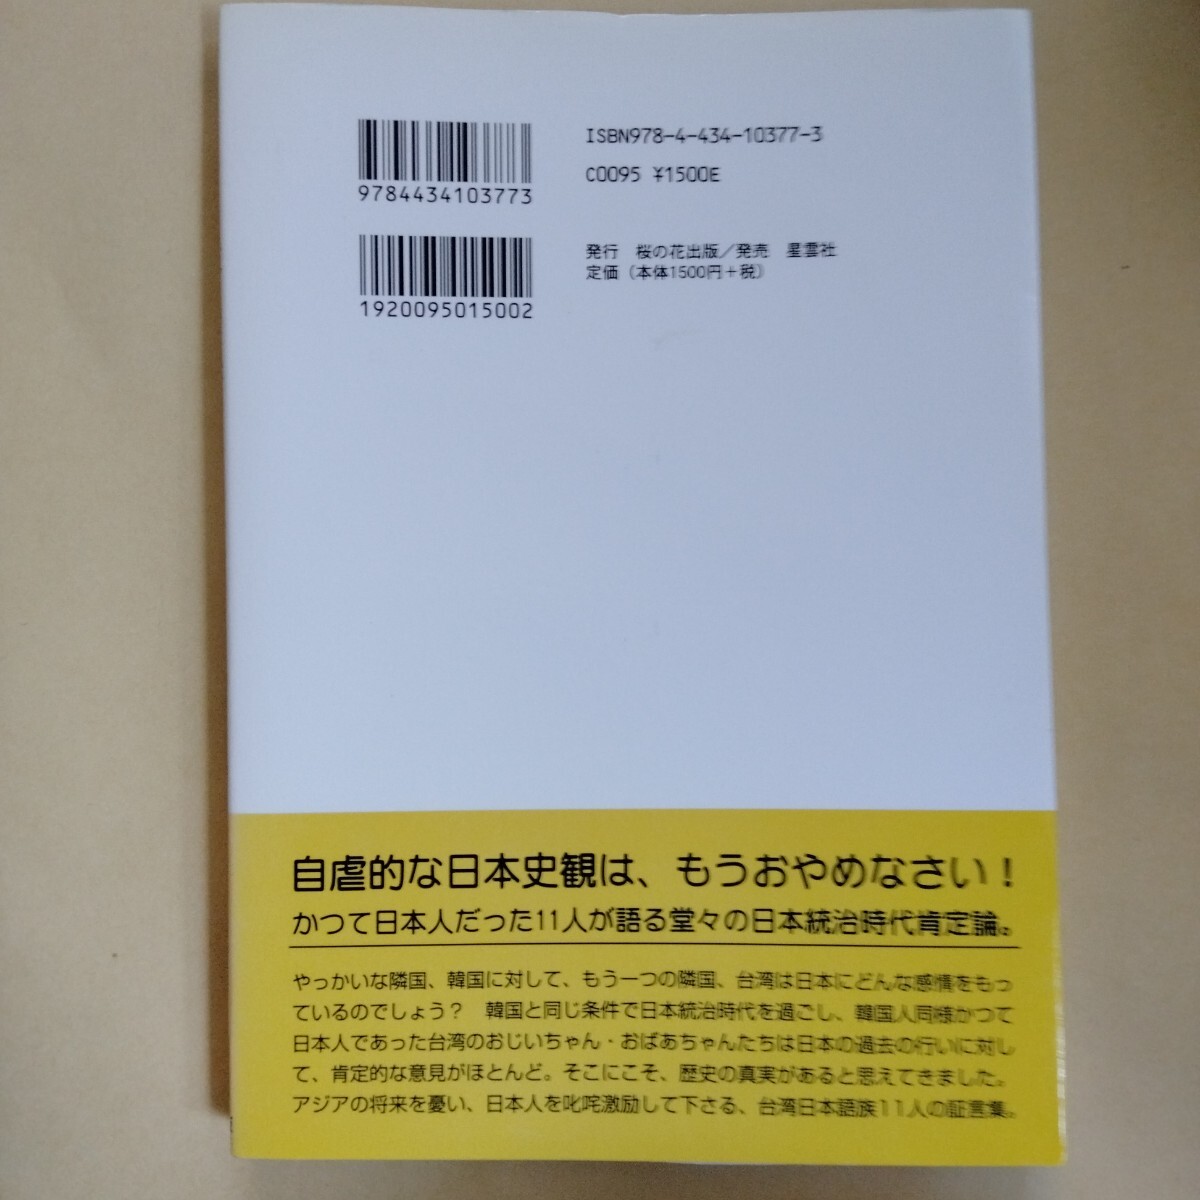 9784434103773
ISBN978-4-434-10377-3
C0095 ¥1500E
1920095015002
発行 桜の花出版／発売 星雲社
定価（本体1500円＋税）
自虐的な日本史観は、もうおやめなさい！
かつて日本人だった11人が語る堂々の日本統治時代肯定論。
やっかいな隣国、韓国に対して、もう一つの隣国、台湾は日本にどんな感情をもっ
ているのでしょう？ 韓国と同じ条件で日本統治時代を過ごし、韓国人同様かつて
日本人であった台湾のおじいちゃん・おばあちゃんたちは日本の過去の行いに対し
て、肯定的な意見がほとんど。そこにこそ、歴史の真実があると思えてきました。
アジアの将来を憂い、日本人を叱咤激励して下さる、台湾日本語族11人の証言集。